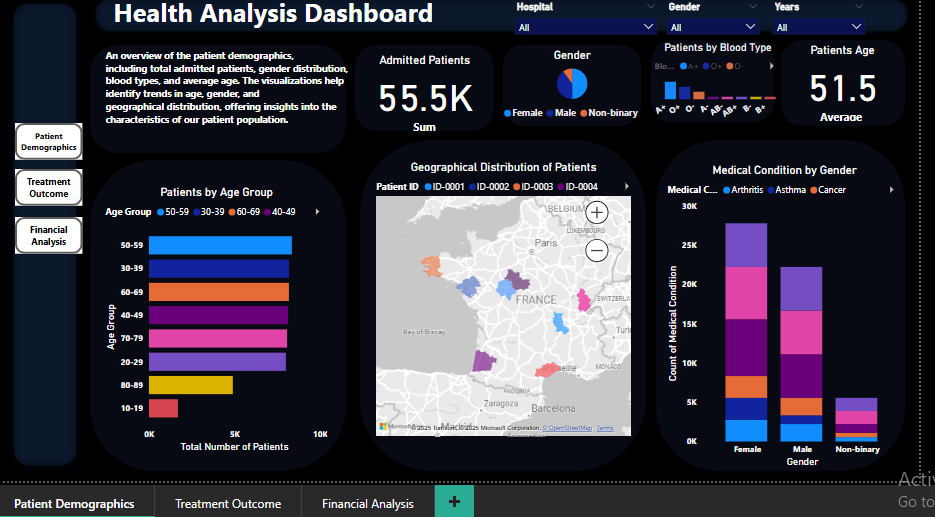 Health Analysis Dashboard
Hospital
All
Gender
All
Years
All
An overview of the patient demographics,
including total admitted patients, gender distribution,
blood types, and average age. The visualizations help
identify trends in age, gender, and
geographical distribution, offering insights into the
characteristics of our patient population.
Admitted Patients
55.5K
Sum
Gender
Female Male Non-binary
Patients by Blood Type
Blo... A+ O+ O-
A+ O+ O- A- AB- AB+ B- B+
Patients Age
51.5
Average
Patient
Demographics
Treatment
Outcome
Financial
Analysis
Patients by Age Group
Age Group 50-59 30-39 60-69 40-49
Age Group
50-59
30-39
60-69
40-49
70-79
20-29
80-89
10-19
0K 5K 10K
Total Number of Patients
Geographical Distribution of Patients
Patient ID ID-0001 ID-0002 ID-0003 ID-0004
BELGIUM
LUXEMBOURG
Paris
FRANCE
SWITZERLA
Bay of Biscay
Turi
Marseille
MONACO
ANDORRA
Zaragoza
Barcelona
Madrid
© 2025 TomTom, © 2025 Microsoft Corporation, © OpenStreetMap Terms
Medical Condition by Gender
Medical C... Arthritis Asthma Cancer
Count of Medical Condition
30K
25K
20K
15K
10K
5K
0K
Female Male Non-binary
Gender
Activ
Go to
Patient Demographics Treatment Outcome Financial Analysis +